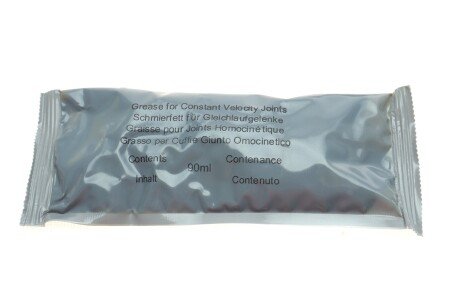 Grease for Constant Velocity Joints
Schmierfett für Gleichlaufgelenke
Graisse pour Joints Homocinétique
Grasso per Cuffie Giunto Omocinetico
Contents 90ml Contenance
Inhalt Contenuto